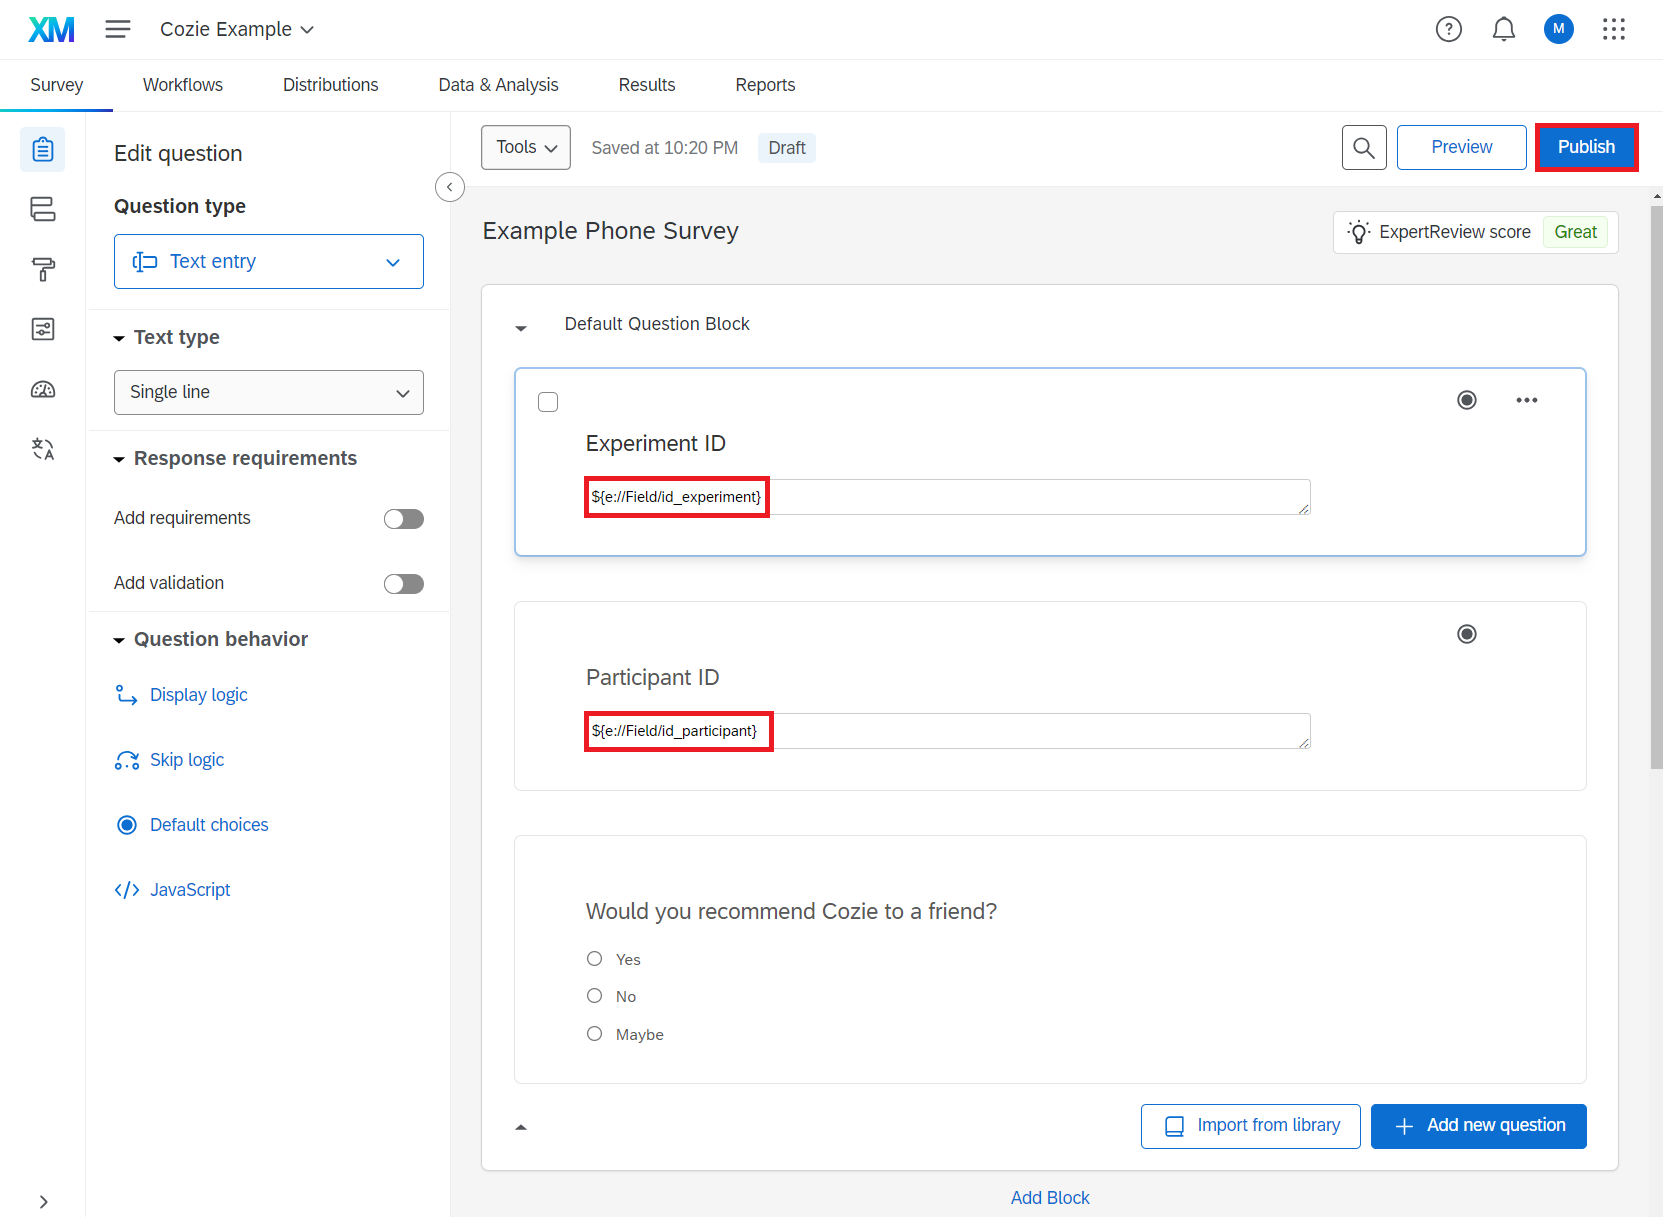 XM
Cozie Example
M
Survey
Workflows
Distributions
Data & Analysis
Results
Reports
Edit question
Question type
Text entry
Text type
Single line
Response requirements
Add requirements
Add validation
Question behavior
Display logic
Skip logic
Default choices
JavaScript
Tools
Saved at 10:20 PM
Draft
Preview
Publish
Example Phone Survey
ExpertReview score
Great
Default Question Block
Experiment ID
${e://Field/id_experiment}
Participant ID
${e://Field/id_participant}
Would you recommend Cozie to a friend?
Yes
No
Maybe
Import from library
Add new question
Add Block